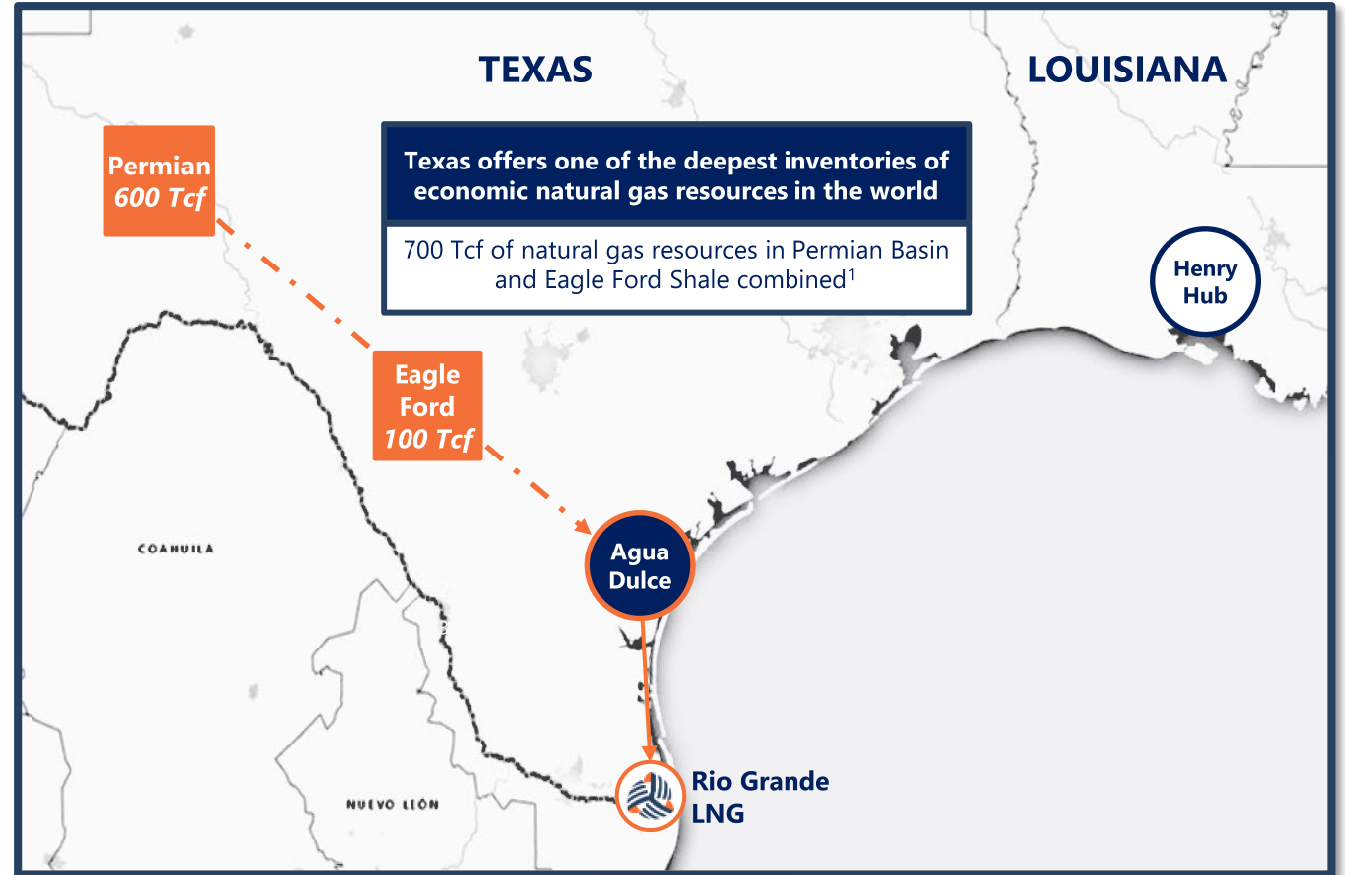 TEXAS
LOUISIANA
Permian
600 Tcf
Texas offers one of the deepest inventories of
economic natural gas resources in the world
700 Tcf of natural gas resources in Permian Basin
and Eagle Ford Shale combined¹
Henry
Hub
Eagle
Ford
100 Tcf
COAHUILA
Agua
Dulce
Rio Grande
LNG
NUEVO LEÓN